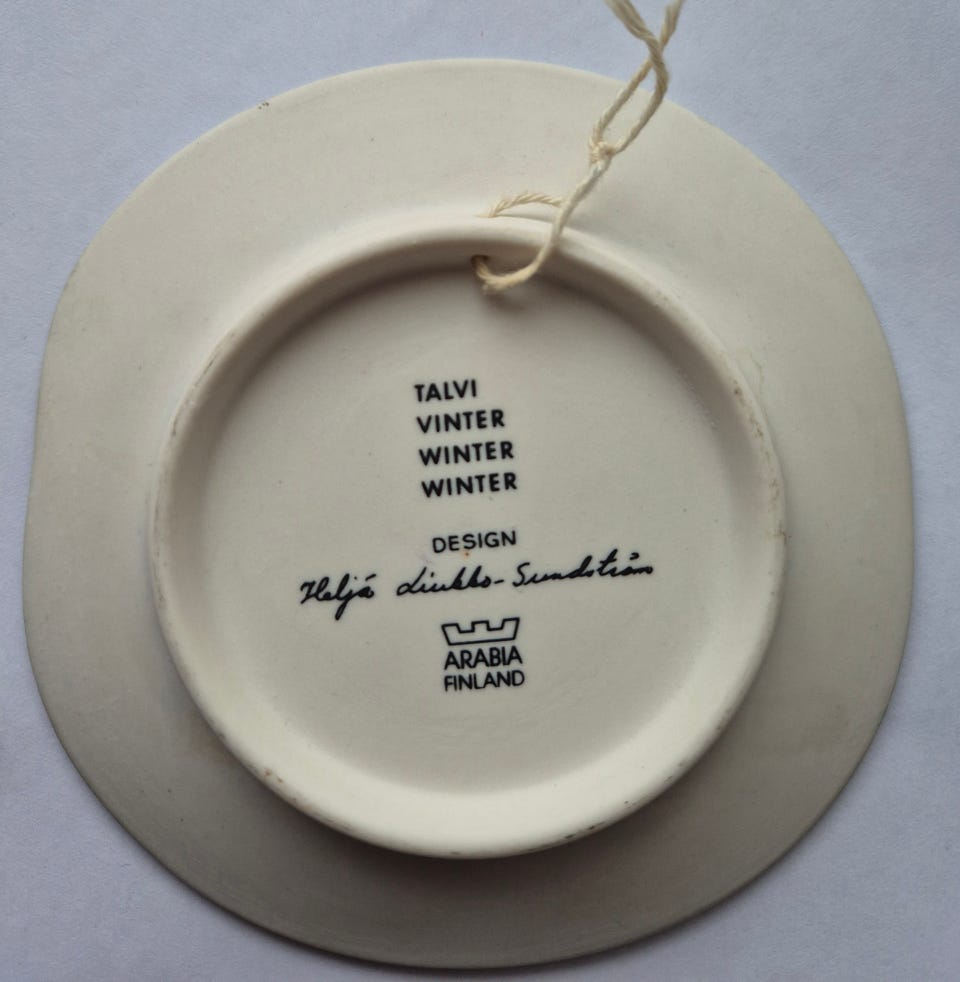 TALVI
VINTER
WINTER
WINTER
DESIGN
Heljä Liukko-Sundström
ARABIA
FINLAND